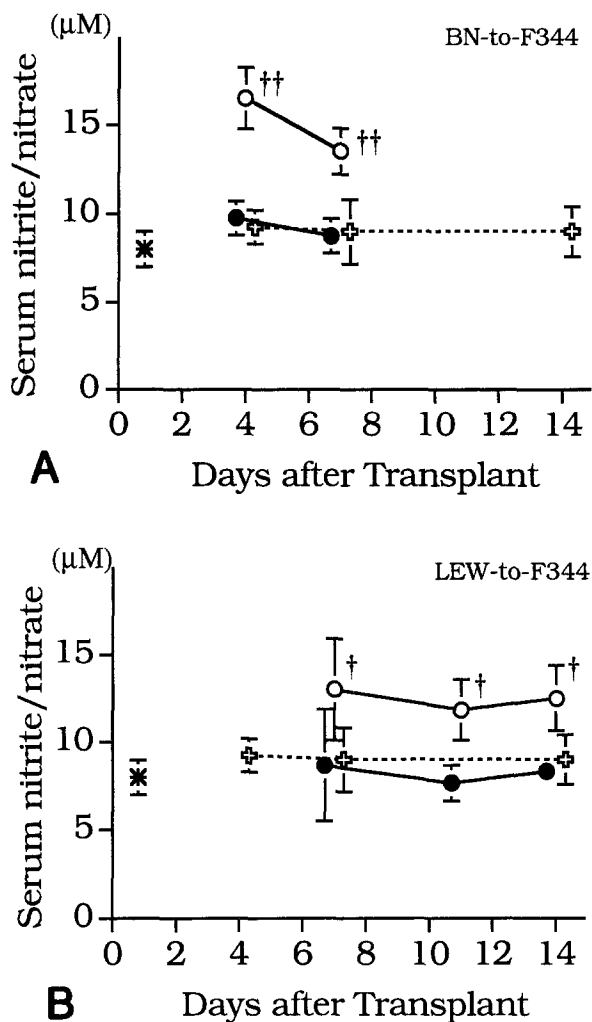 (µM)
BN-to-F344
Serum nitrite/nitrate
15
10
5
0
††
††
0 2 4 6 8 10 12 14
Days after Transplant
A
(µM)
LEW-to-F344
Serum nitrite/nitrate
15
10
5
0
†
†
†
0 2 4 6 8 10 12 14
Days after Transplant
B